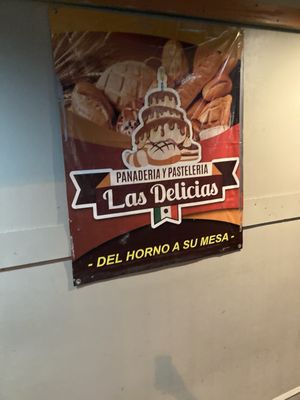 PANADERIA Y PASTELERIA
Las Delicias
- DEL HORNO A SU MESA -